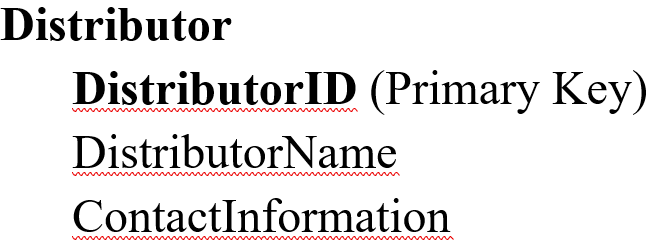 Distributor
DistributorID (Primary Key)
DistributorName
ContactInformation